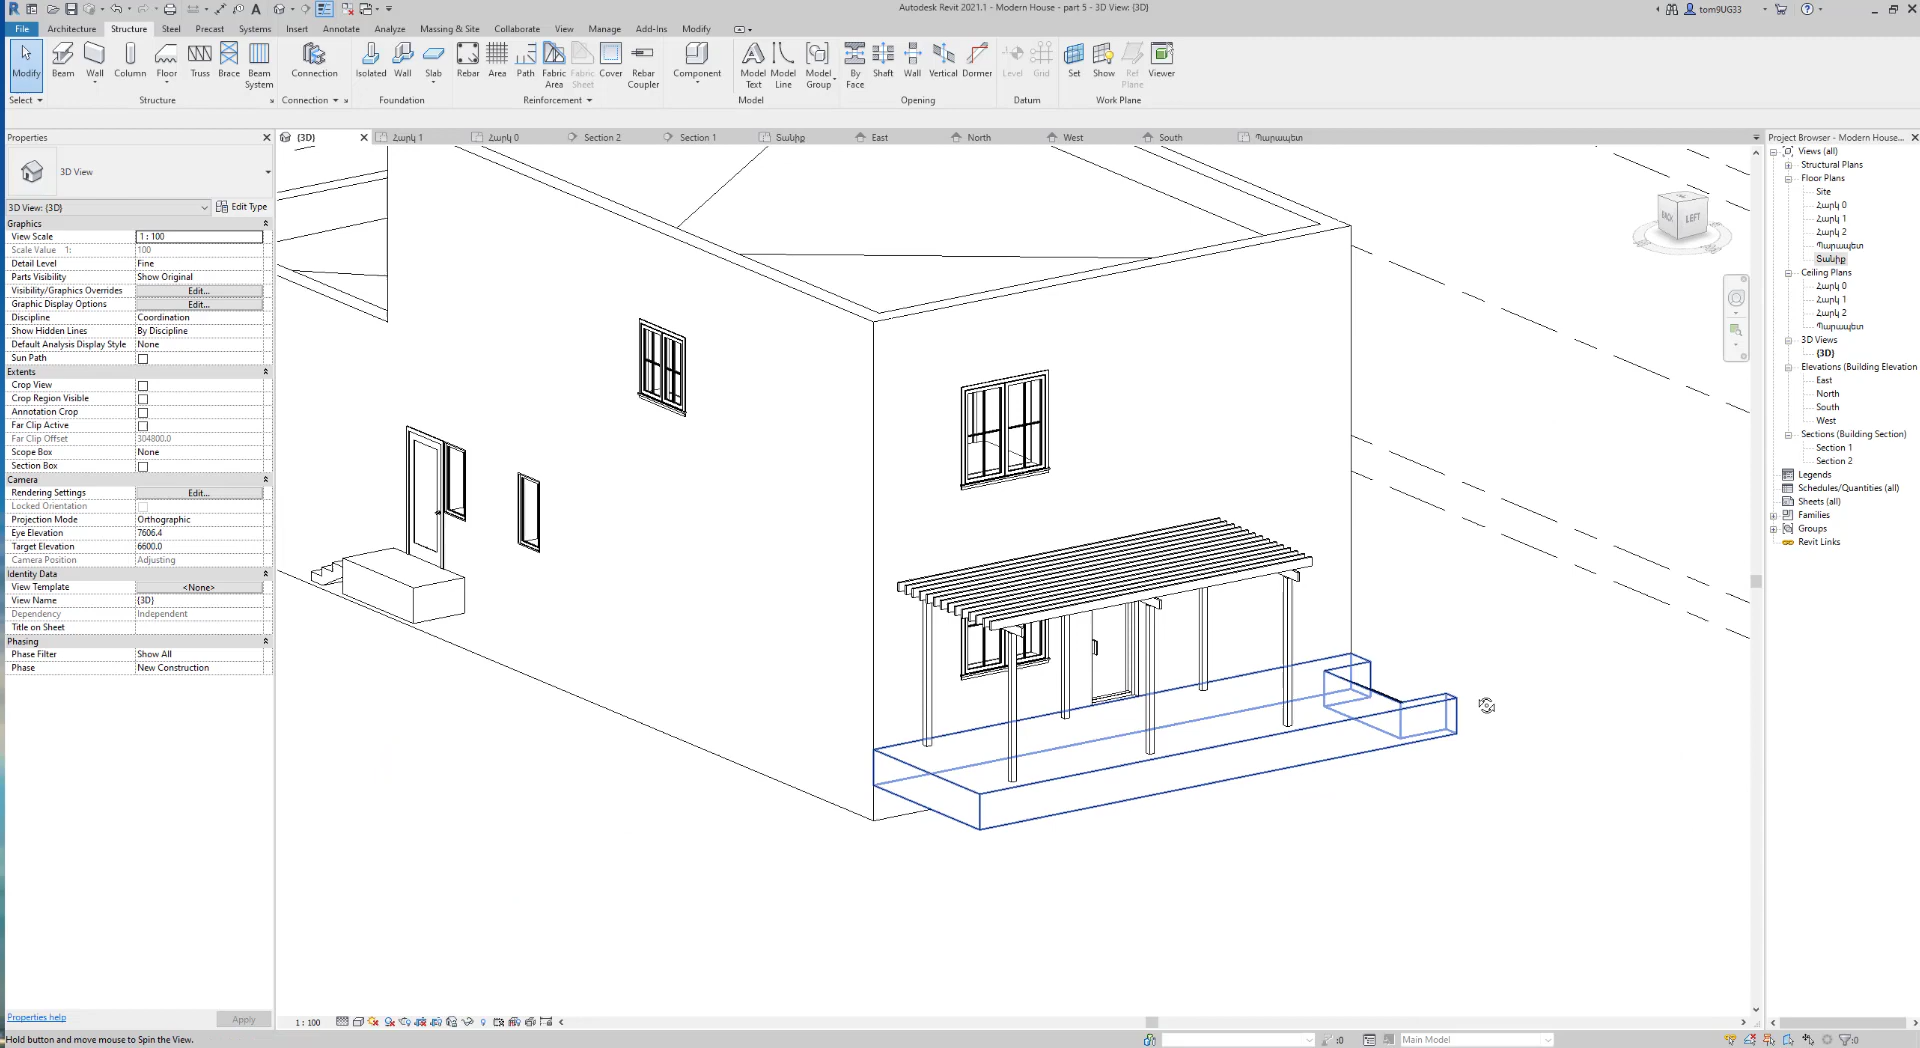 Autodesk Revit 2021.1 - Modern House - part 5 - 3D View: {3D}
tom9UG33
File Architecture Structure Steel Precast Systems Insert Annotate Analyze Massing & Site Collaborate View Manage Add-Ins Modify
Modify Beam Wall Column Floor Truss Brace Beam System Connection Isolated Wall Slab Rebar Area Path Fabric Area Fabric Sheet Cover Rebar Coupler Component Model Text Model Line Model Group By Face Shaft Wall Vertical Dormer Level Grid Set Show Ref Plane Viewer
Select Structure Connection Foundation Reinforcement Model Opening Datum Work Plane
Properties
{3D} Հարկ 1 Հարկ 0 Section 2 Section 1 Տանիք East North West South Պարապետ
3D View
3D View: {3D} Edit Type
Graphics
View Scale 1 : 100
Scale Value 1: 100
Detail Level Fine
Parts Visibility Show Original
Visibility/Graphics Overrides Edit...
Graphic Display Options Edit...
Discipline Coordination
Show Hidden Lines By Discipline
Default Analysis Display Style None
Sun Path
Extents
Crop View
Crop Region Visible
Annotation Crop
Far Clip Active
Far Clip Offset 304800.0
Scope Box None
Section Box
Camera
Rendering Settings Edit...
Locked Orientation
Projection Mode Orthographic
Eye Elevation 7606.4
Target Elevation 6600.0
Camera Position Adjusting
Identity Data
View Template <None>
View Name {3D}
Dependency Independent
Title on Sheet
Phasing
Phase Filter Show All
Phase New Construction
Properties help Apply
BACK LEFT
Project Browser - Modern House...
Views (all)
Structural Plans
Floor Plans
Site
Հարկ 0
Հարկ 1
Հարկ 2
Պարապետ
Տանիք
Ceiling Plans
Հարկ 0
Հարկ 1
Հարկ 2
Պարապետ
3D Views
{3D}
Elevations (Building Elevation
East
North
South
West
Sections (Building Section)
Section 1
Section 2
Legends
Schedules/Quantities (all)
Sheets (all)
Families
Groups
Revit Links
1 : 100
Hold button and move mouse to Spin the View.
:0 Main Model :0